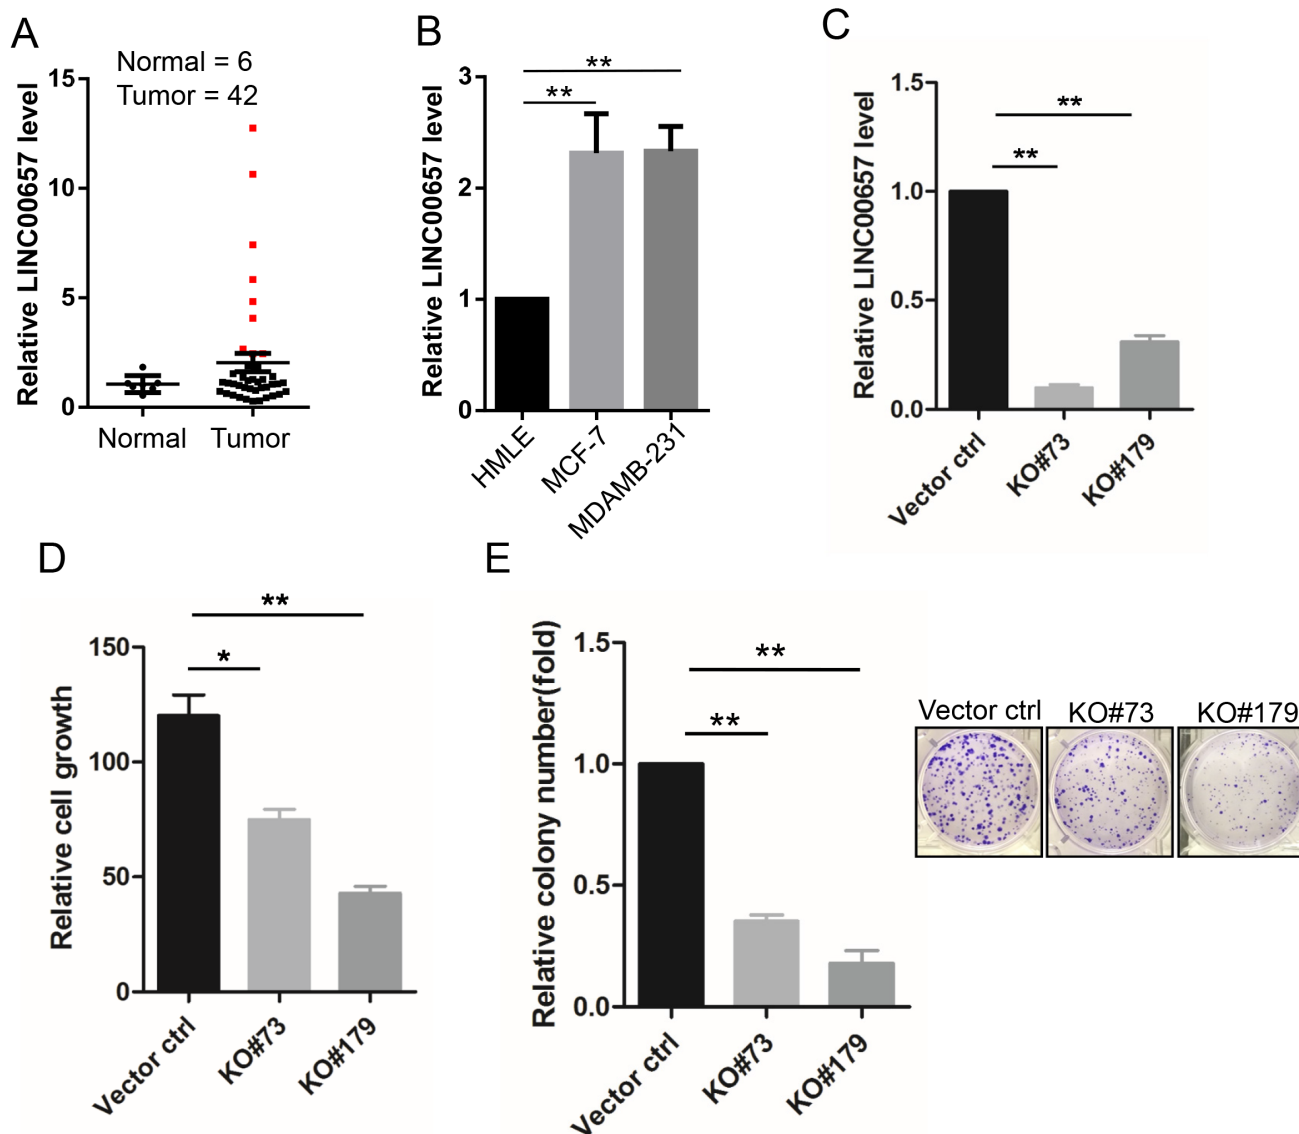 A
Normal = 6
Tumor = 42
Relative LINC00657 level
15
10
5
0
Normal
Tumor
B
Relative LINC00657 level
3
2
1
0
**
**
HMLE
MCF-7
MDAMB-231
C
Relative LINC00657 level
1.5
1.0
0.5
0.0
**
**
Vector ctrl
KO#73
KO#179
D
Relative cell growth
150
100
50
0
**
*
Vector ctrl
KO#73
KO#179
E
Relative colony number(fold)
1.5
1.0
0.5
0.0
**
**
Vector ctrl
KO#73
KO#179
Vector ctrl
KO#73
KO#179